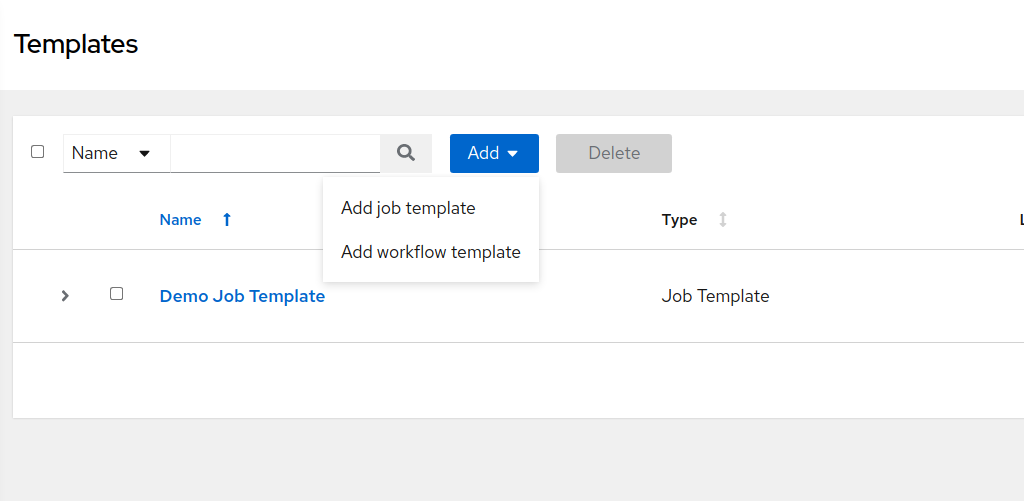 Templates
Name Add Delete
Add job template
Add workflow template
Name Type
Demo Job Template Job Template